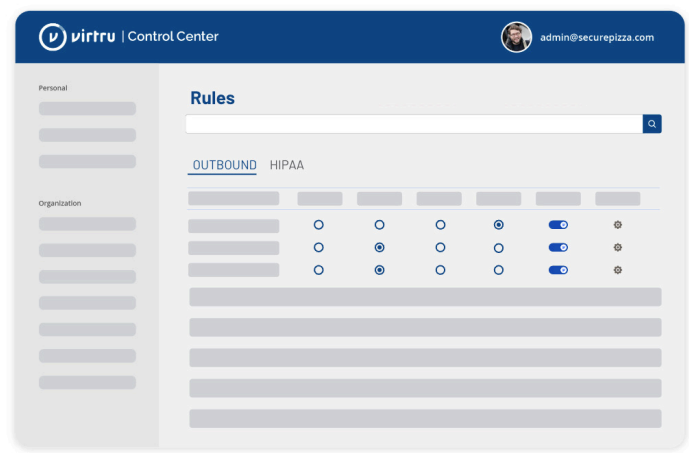 virtru | Control Center
admin@securepizza.com
Personal
Organization
Rules
OUTBOUND HIPAA